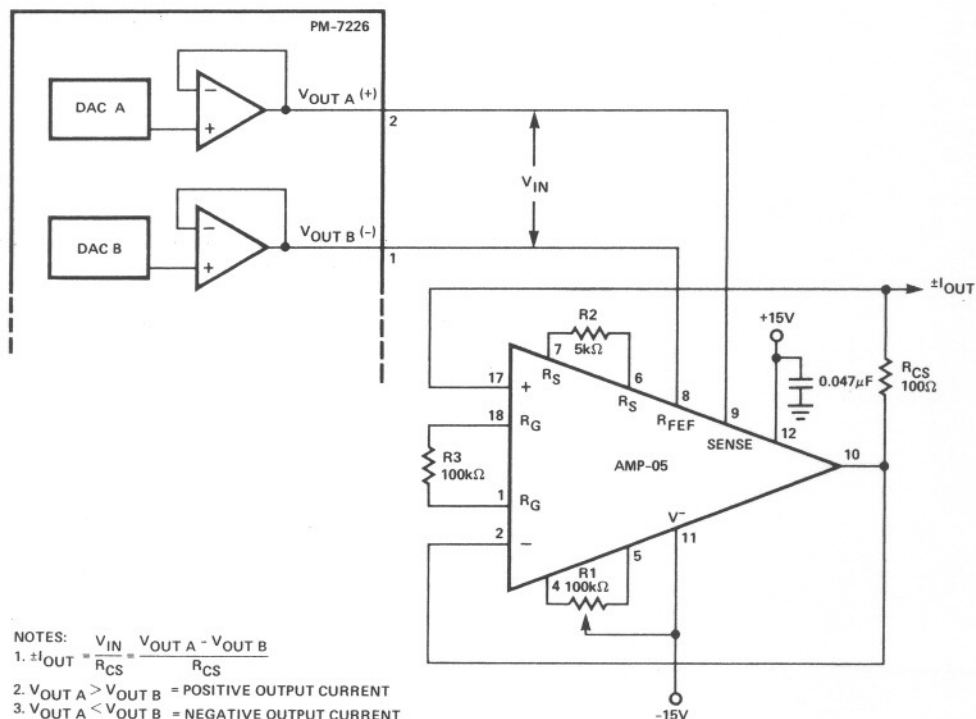 PM-7226
DAC A
−
+
V_OUT A (+)
2
V_IN
DAC B
−
+
V_OUT B (−)
1
±I_OUT
+15V
0.047μF
R_CS
100Ω
R2
5kΩ
7
6
R_S
R_S
8
R_FEF
9
SENSE
12
17
+
18
R_G
R3
100kΩ
1
R_G
2
−
AMP-05
10
V−
11
5
R1
4 100kΩ
−15V
NOTES:
1. ±I_OUT = V_IN / R_CS = V_OUT A - V_OUT B / R_CS
2. V_OUT A > V_OUT B = POSITIVE OUTPUT CURRENT
3. V_OUT A < V_OUT B = NEGATIVE OUTPUT CURRENT